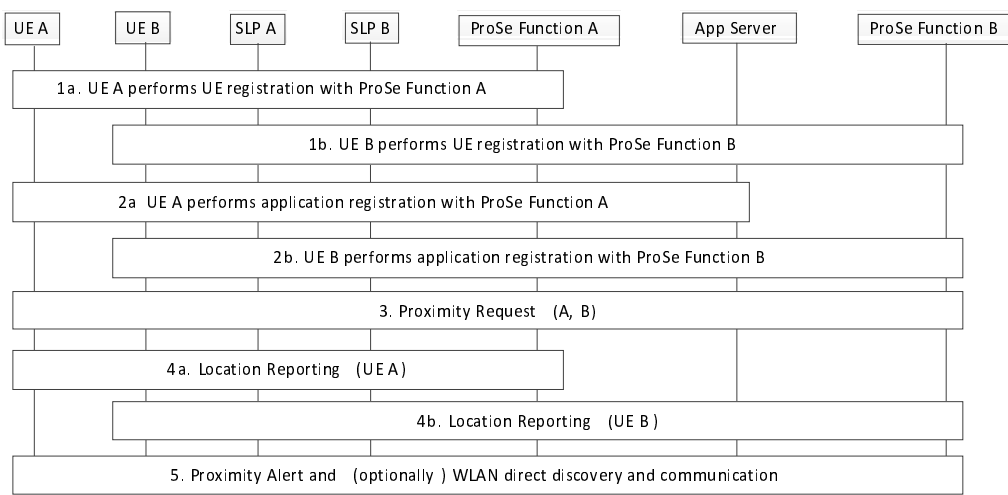 UE A
UE B
SLP A
SLP B
ProSe Function A
App Server
ProSe Function B
1a. UE A performs UE registration with ProSe Function A
1b. UE B performs UE registration with ProSe Function B
2a UE A performs application registration with ProSe Function A
2b. UE B performs application registration with ProSe Function B
3. Proximity Request (A, B)
4a. Location Reporting (UE A)
4b. Location Reporting (UE B)
5. Proximity Alert and (optionally) WLAN direct discovery and communication